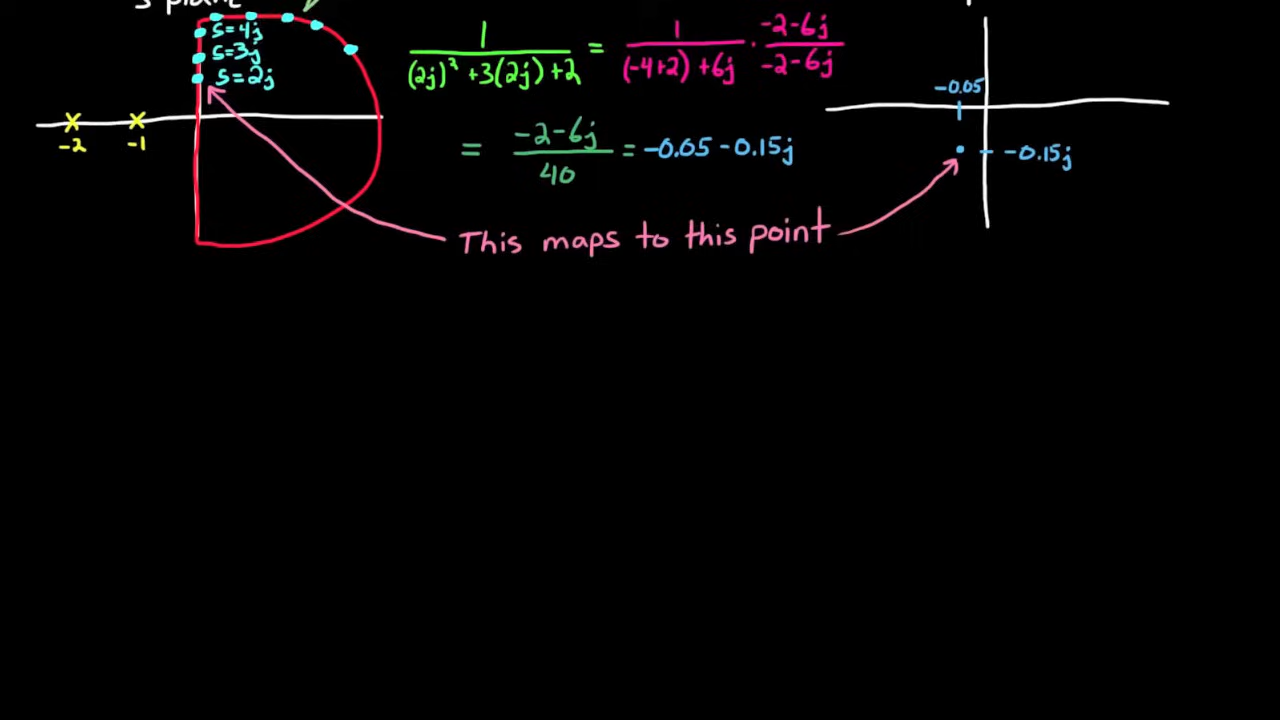 s plane
s=4j
s=3j
s=2j
-2 -1
1 / (2j)² + 3(2j) + 2 = 1 / (-4+2) + 6j · -2-6j / -2-6j
= -2-6j / 40 = -0.05 - 0.15j
-0.05
-0.15j
This maps to this point